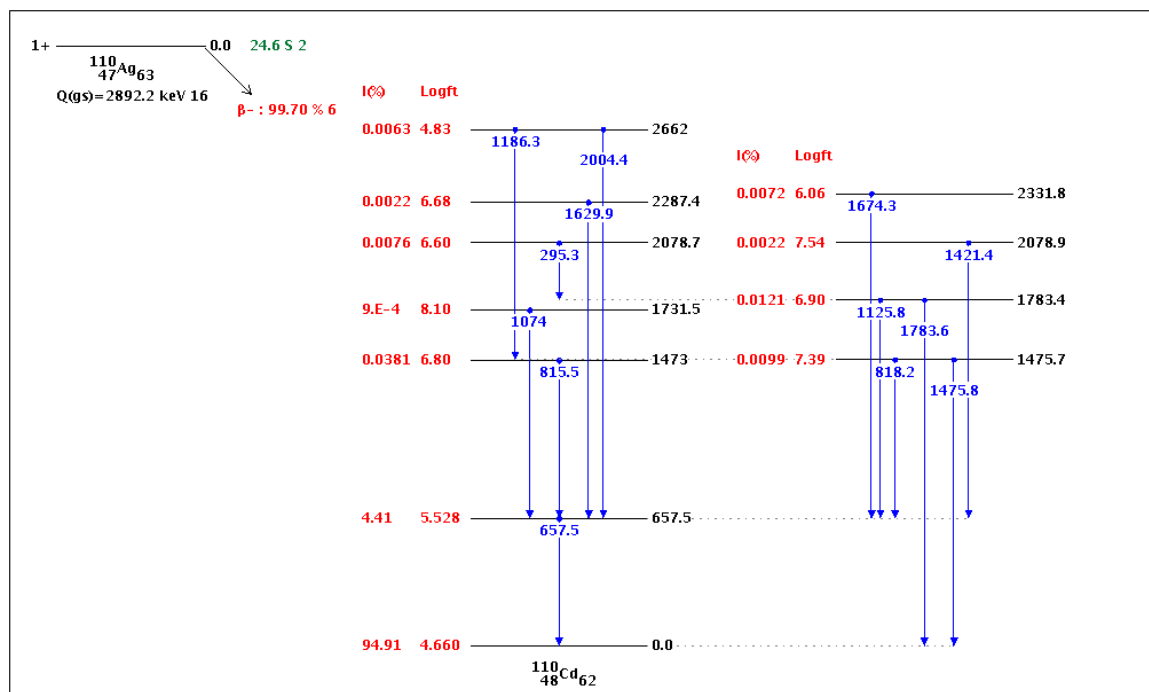 1+ 0.0 24.6 S 2
110
47Ag63
Q(gs)=2892.2 keV 16
β− : 99.70 % 6
I(%) Logft
0.0063 4.83 2662
1186.3
2004.4
I(%) Logft
0.0072 6.06 2331.8
1674.3
0.0022 6.68 2287.4
1629.9
0.0076 6.60 2078.7
295.3
0.0022 7.54 2078.9
1421.4
0.0121 6.90 1783.4
1125.8
1783.6
9.E-4 8.10 1731.5
1074
0.0381 6.80 1473
815.5
0.0099 7.39 1475.7
818.2
1475.8
4.41 5.528 657.5
657.5
94.91 4.660 0.0
110
48Cd62